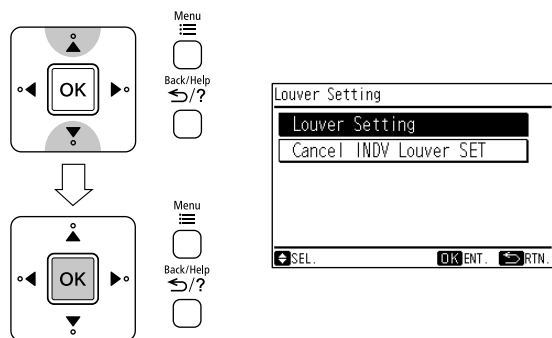 Menu
OK
Back/Help
/?
Menu
OK
Back/Help
/?
Louver Setting
Louver Setting
Cancel INDV Louver SET
SEL. OK ENT. RTN.